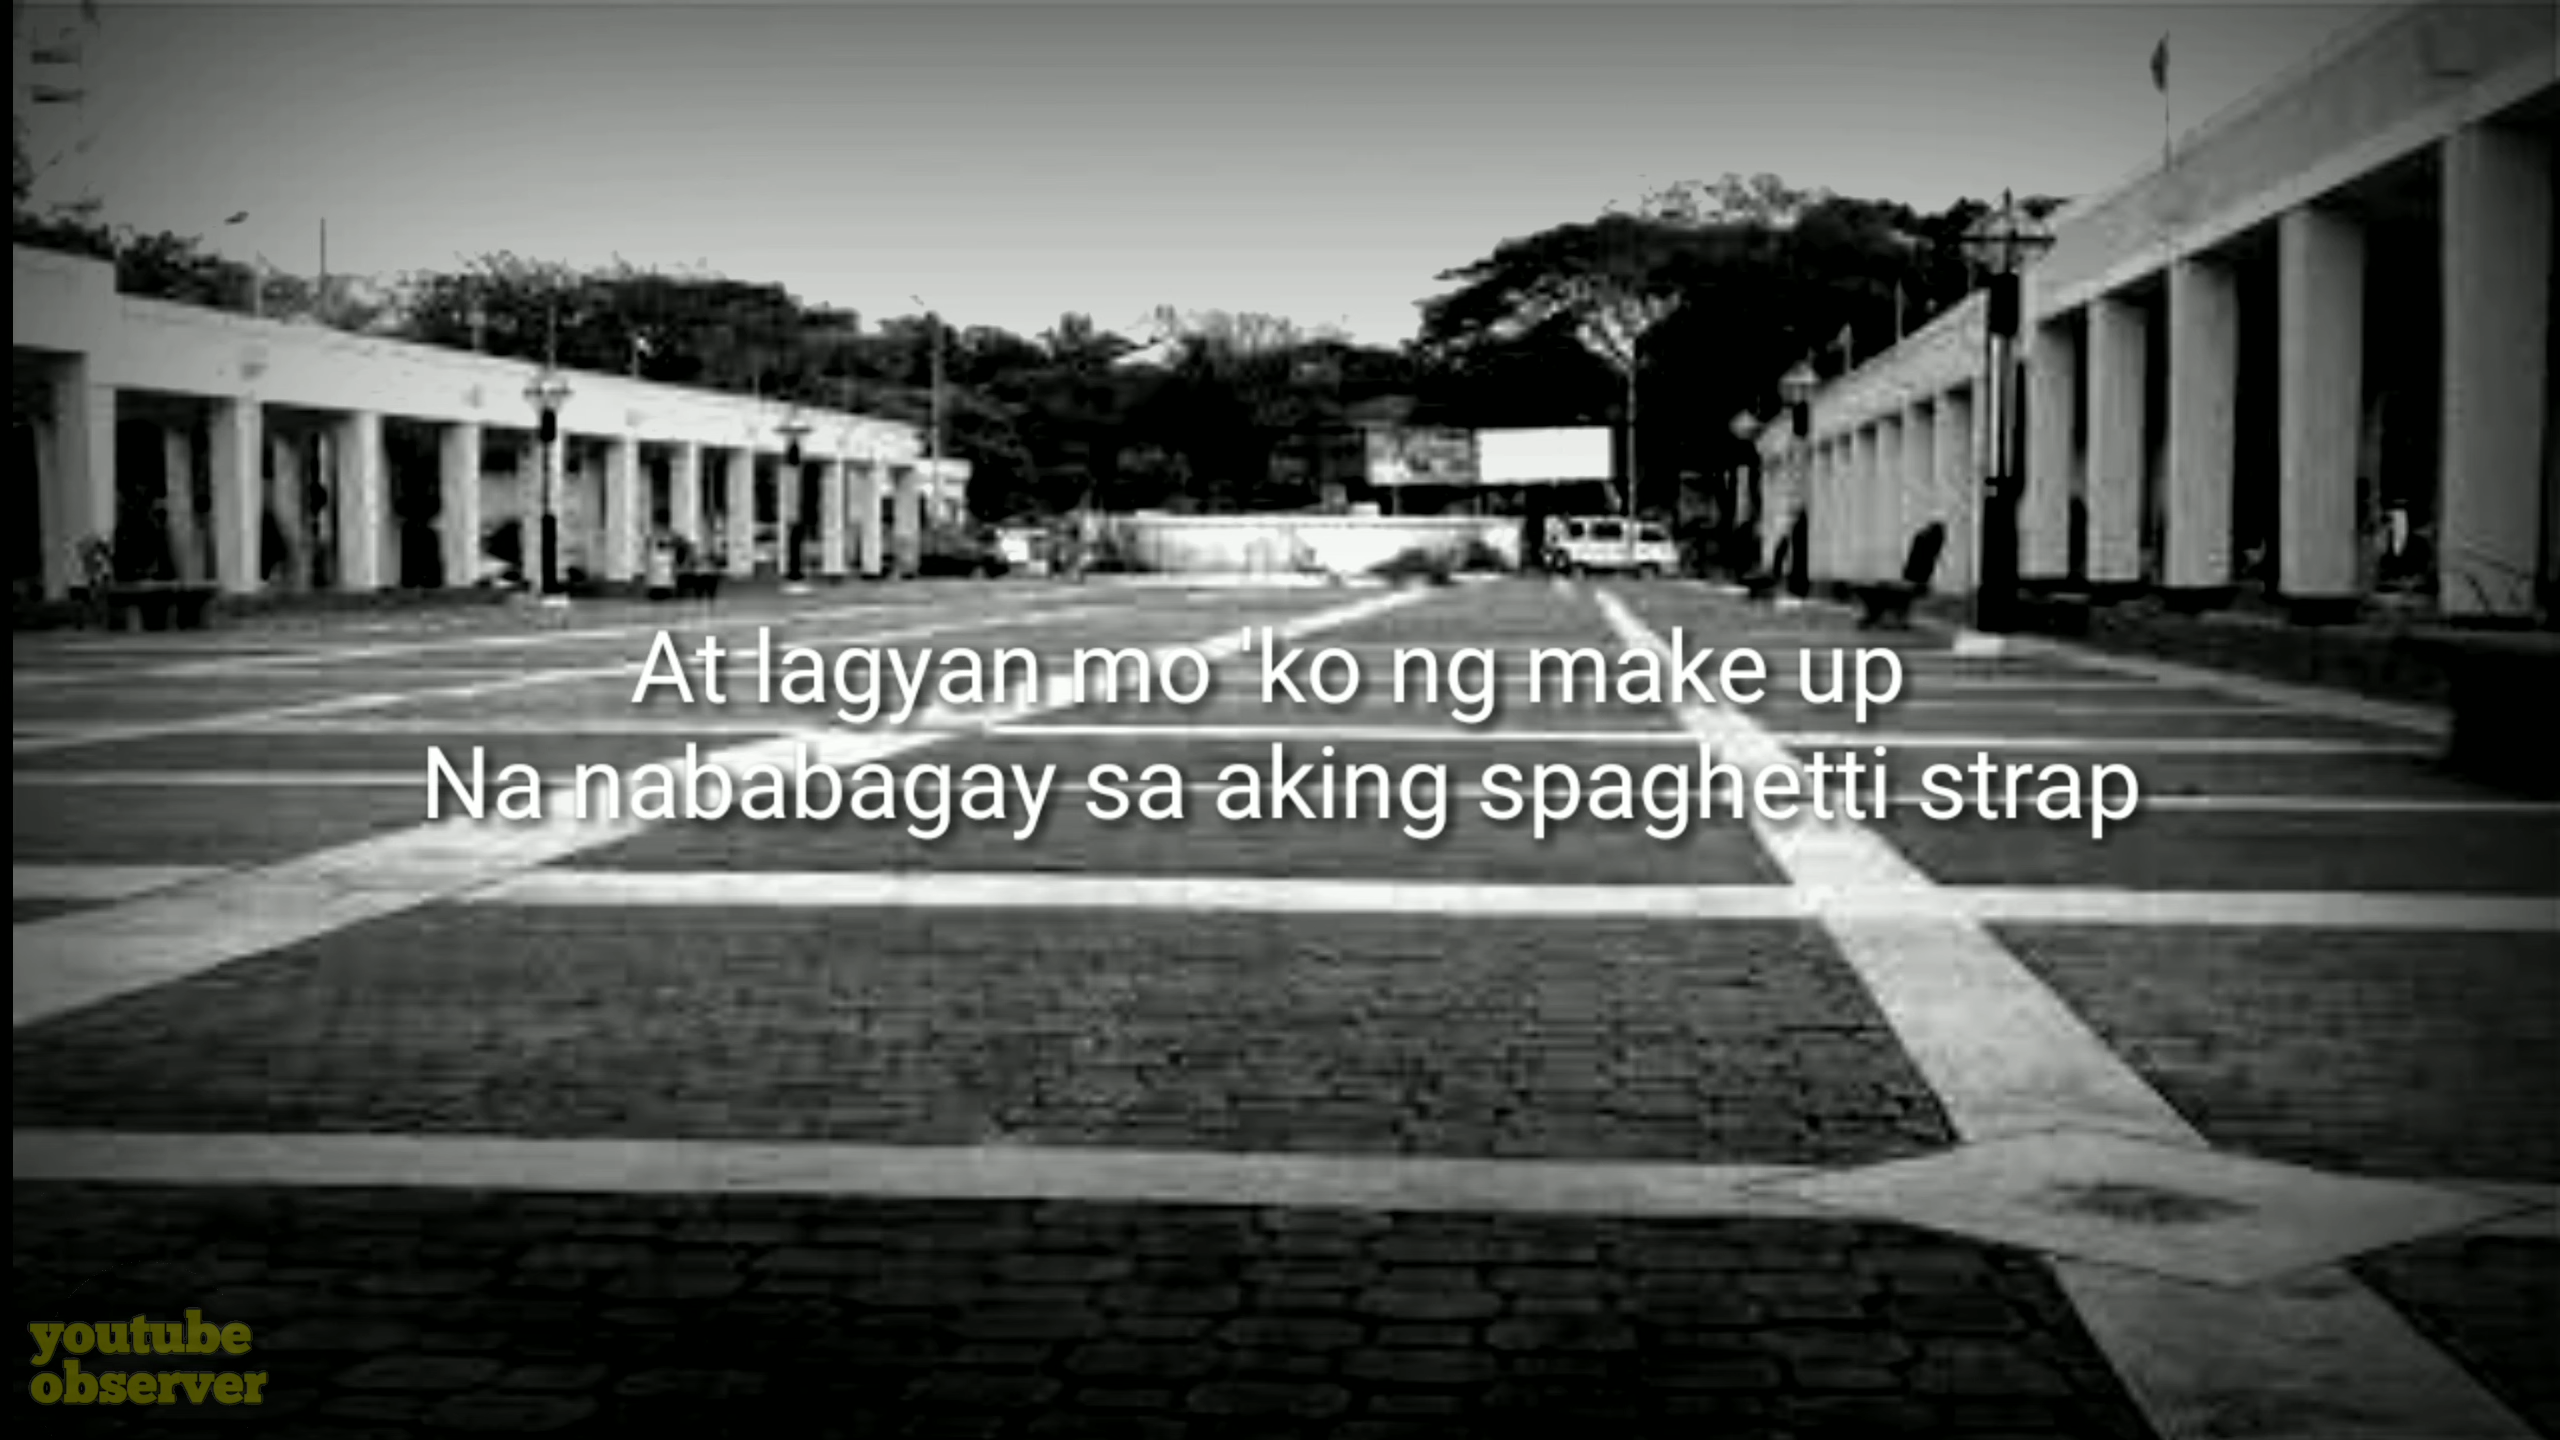 At lagyan mo 'ko ng make up
Na nababagay sa aking spaghetti strap
youtube
observer